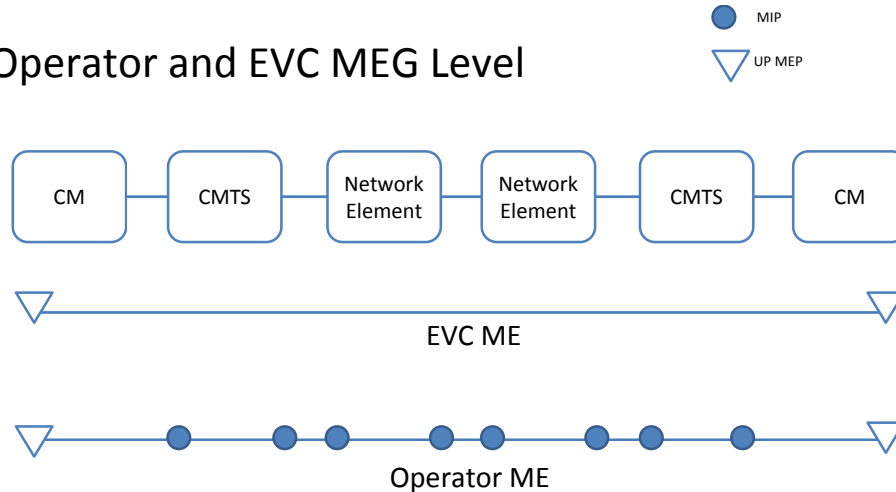 MIP
Operator and EVC MEG Level
UP MEP
CM
CMTS
Network
Element
Network
Element
CMTS
CM
EVC ME
Operator ME